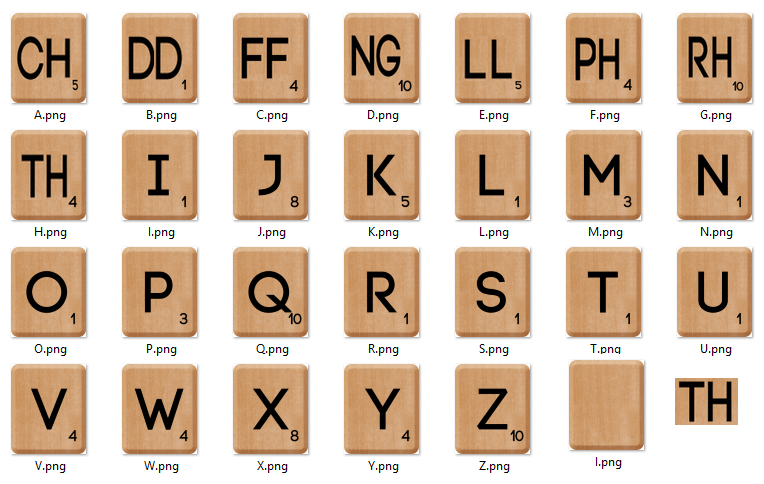 CH 5 DD 1 FF 4 NG 10 LL 5 PH 4 RH 10
A.png B.png C.png D.png E.png F.png G.png
TH 4 I 1 J 8 K 5 L 1 M 3 N 1
H.png I.png J.png K.png L.png M.png N.png
O 1 P 3 Q 10 R 1 S 1 T 1 U 1
O.png P.png Q.png R.png S.png T.png U.png
V 4 W 4 X 8 Y 4 Z 10 TH
V.png W.png X.png Y.png Z.png I.png